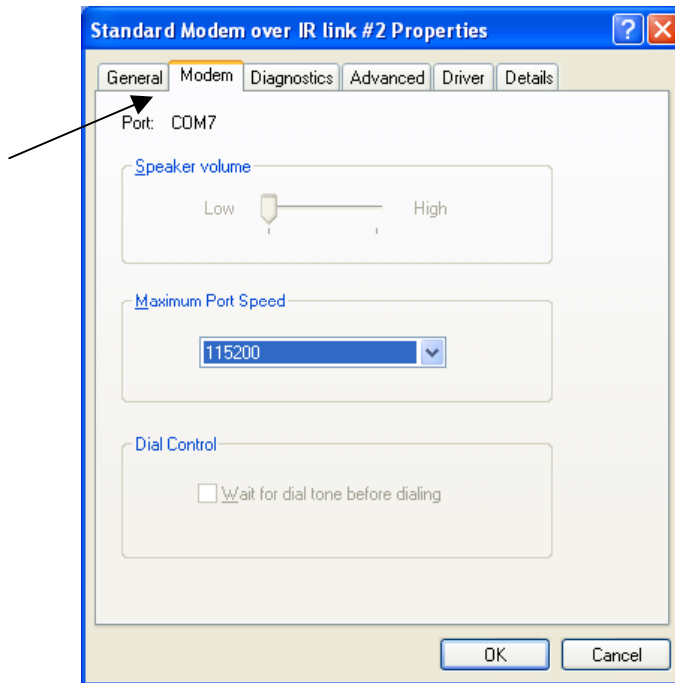 Standard Modem over IR link #2 Properties
General Modem Diagnostics Advanced Driver Details
Port: COM7
Speaker volume
Low High
Maximum Port Speed
115200
Dial Control
Wait for dial tone before dialing
OK Cancel